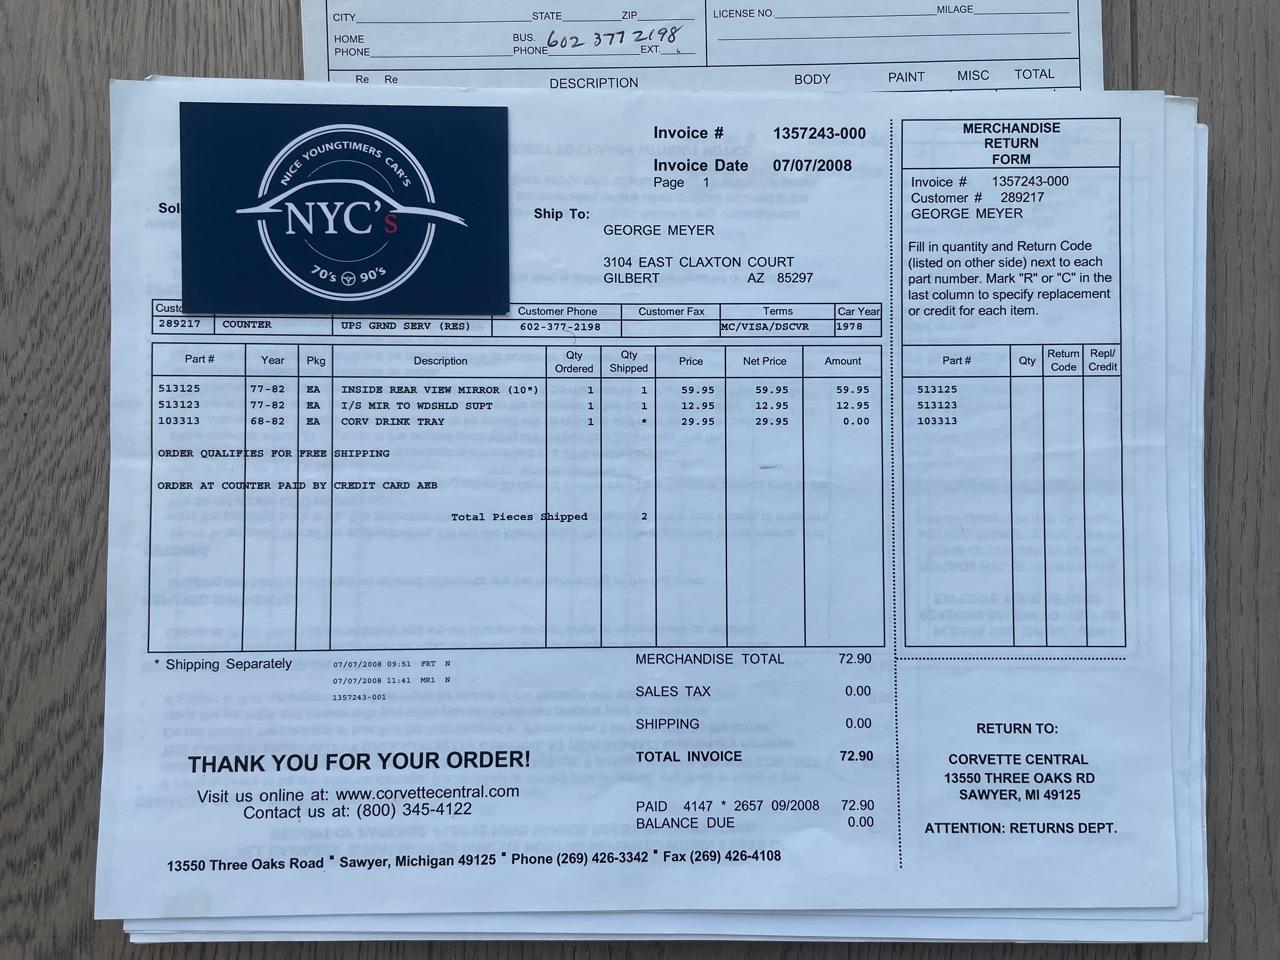 CITY STATE ZIP LICENSE NO. MILAGE
HOME PHONE BUS. PHONE 602 377 2198 EXT.
Re Re DESCRIPTION BODY PAINT MISC TOTAL
NICE YOUNGTIMERS CAR'S
NYC's
70's 90's
Invoice # 1357243-000
Invoice Date 07/07/2008
Page 1
Sol
Ship To:
GEORGE MEYER
3104 EAST CLAXTON COURT
GILBERT AZ 85297
Custo Customer Phone Customer Fax Terms Car Year
289217 COUNTER UPS GRND SERV (RES) 602-377-2198 MC/VISA/DSCVR 1978
Part # Year Pkg Description Qty Ordered Qty Shipped Price Net Price Amount
513125 77-82 EA INSIDE REAR VIEW MIRROR (10") 1 1 59.95 59.95 59.95
513123 77-82 EA I/S MIR TO WDSHLD SUPT 1 1 12.95 12.95 12.95
103313 68-82 EA CORV DRINK TRAY 1 * 29.95 29.95 0.00
ORDER QUALIFIES FOR FREE SHIPPING
ORDER AT COUNTER PAID BY CREDIT CARD AEB
Total Pieces Shipped 2
* Shipping Separately
07/07/2008 09:51 FRT N
07/07/2008 11:41 MR1 N
1357243-001
MERCHANDISE TOTAL 72.90
SALES TAX 0.00
SHIPPING 0.00
TOTAL INVOICE 72.90
PAID 4147 * 2657 09/2008 72.90
BALANCE DUE 0.00
THANK YOU FOR YOUR ORDER!
Visit us online at: www.corvettecentral.com
Contact us at: (800) 345-4122
13550 Three Oaks Road * Sawyer, Michigan 49125 * Phone (269) 426-3342 * Fax (269) 426-4108
MERCHANDISE
RETURN
FORM
Invoice # 1357243-000
Customer # 289217
GEORGE MEYER
Fill in quantity and Return Code
(listed on other side) next to each
part number. Mark "R" or "C" in the
last column to specify replacement
or credit for each item.
Part # Qty Return Code Repl/ Credit
513125
513123
103313
RETURN TO:
CORVETTE CENTRAL
13550 THREE OAKS RD
SAWYER, MI 49125
ATTENTION: RETURNS DEPT.